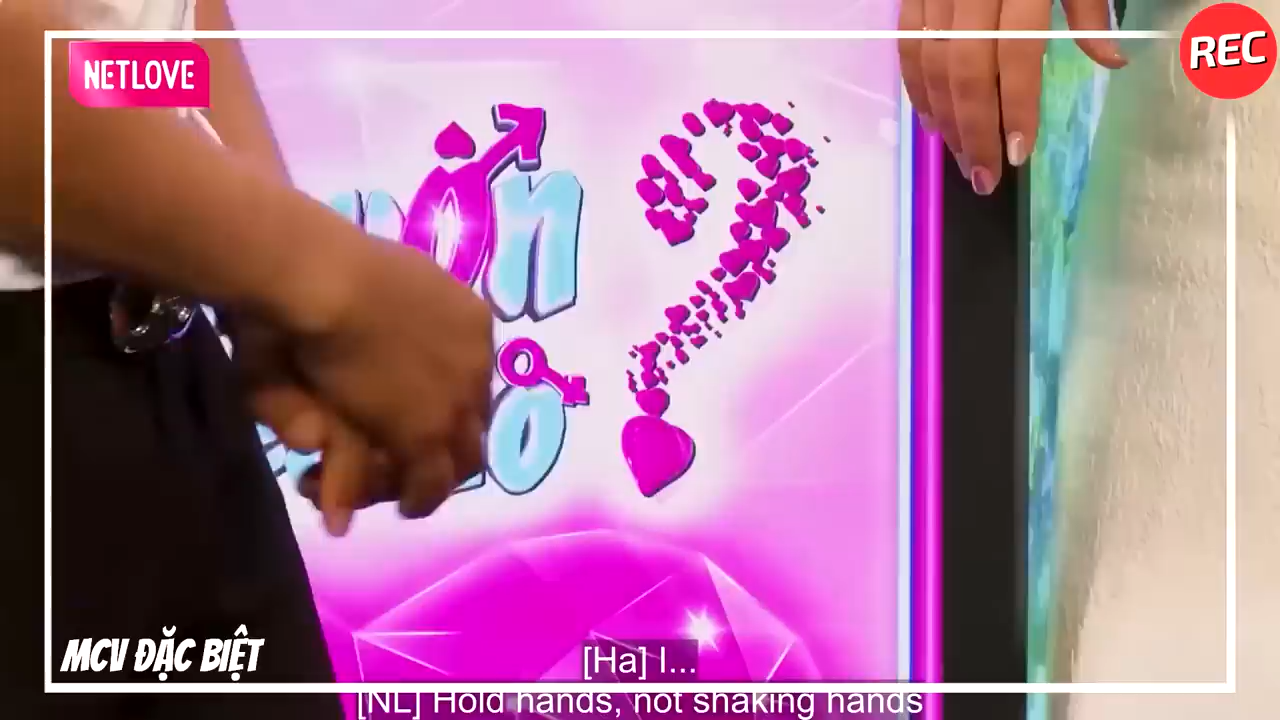 REC
NETLOVE
MCV ĐẶC BIỆT
[Ha] I...
[NL] Hold hands, not shaking hands